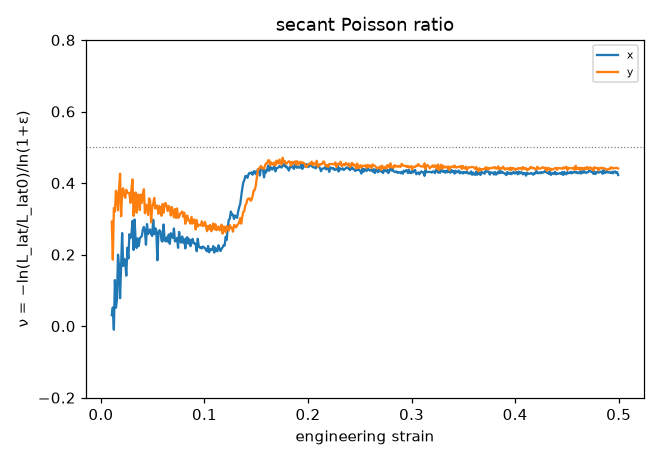 secant Poisson ratio
ν = −ln(L_lat/L_lat0)/ln(1+ε)
0.8
0.6
0.4
0.2
0.0
−0.2
x
y
0.0 0.1 0.2 0.3 0.4 0.5
engineering strain